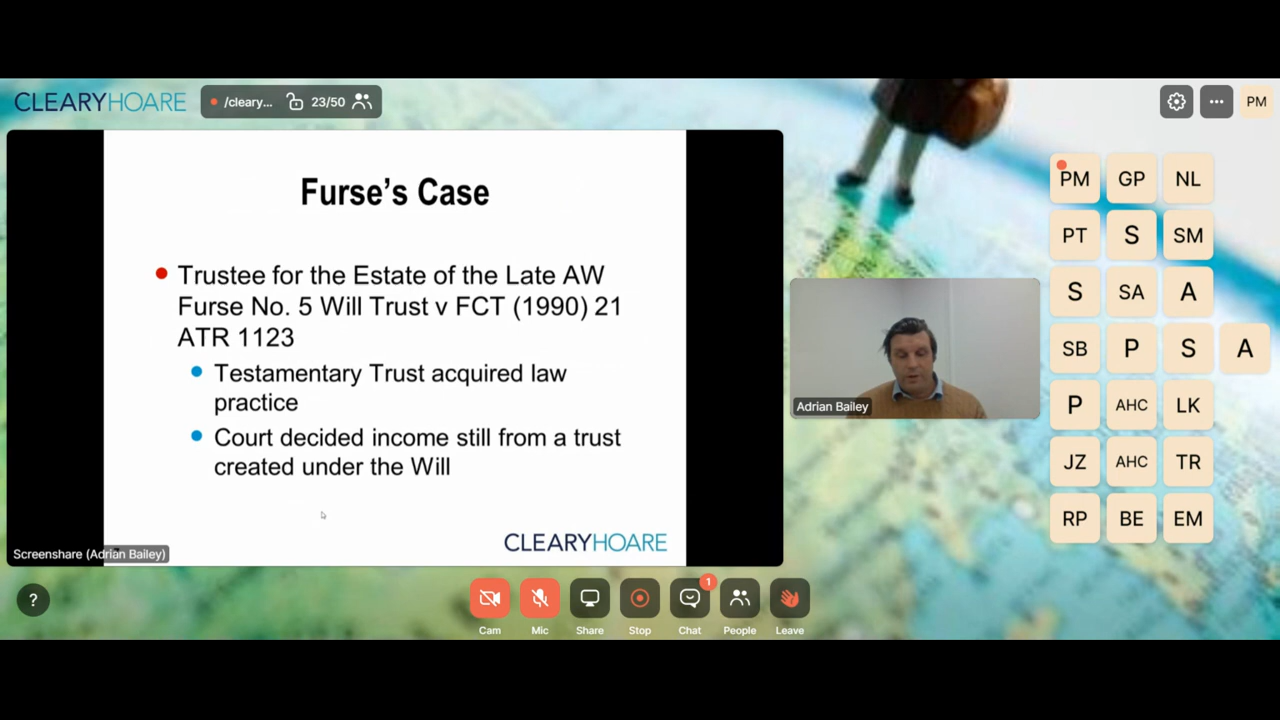 CLEARYHOARE
/cleary... 23/50
PM
Furse's Case
Trustee for the Estate of the Late AW
Furse No. 5 Will Trust v FCT (1990) 21
ATR 1123
Testamentary Trust acquired law
practice
Court decided income still from a trust
created under the Will
CLEARYHOARE
Screenshare (Adrian Bailey)
Adrian Bailey
PM GP NL
PT S SM
S SA A
SB P S A
P AHC LK
JZ AHC TR
RP BE EM
?
1
Cam Mic Share Stop Chat People Leave